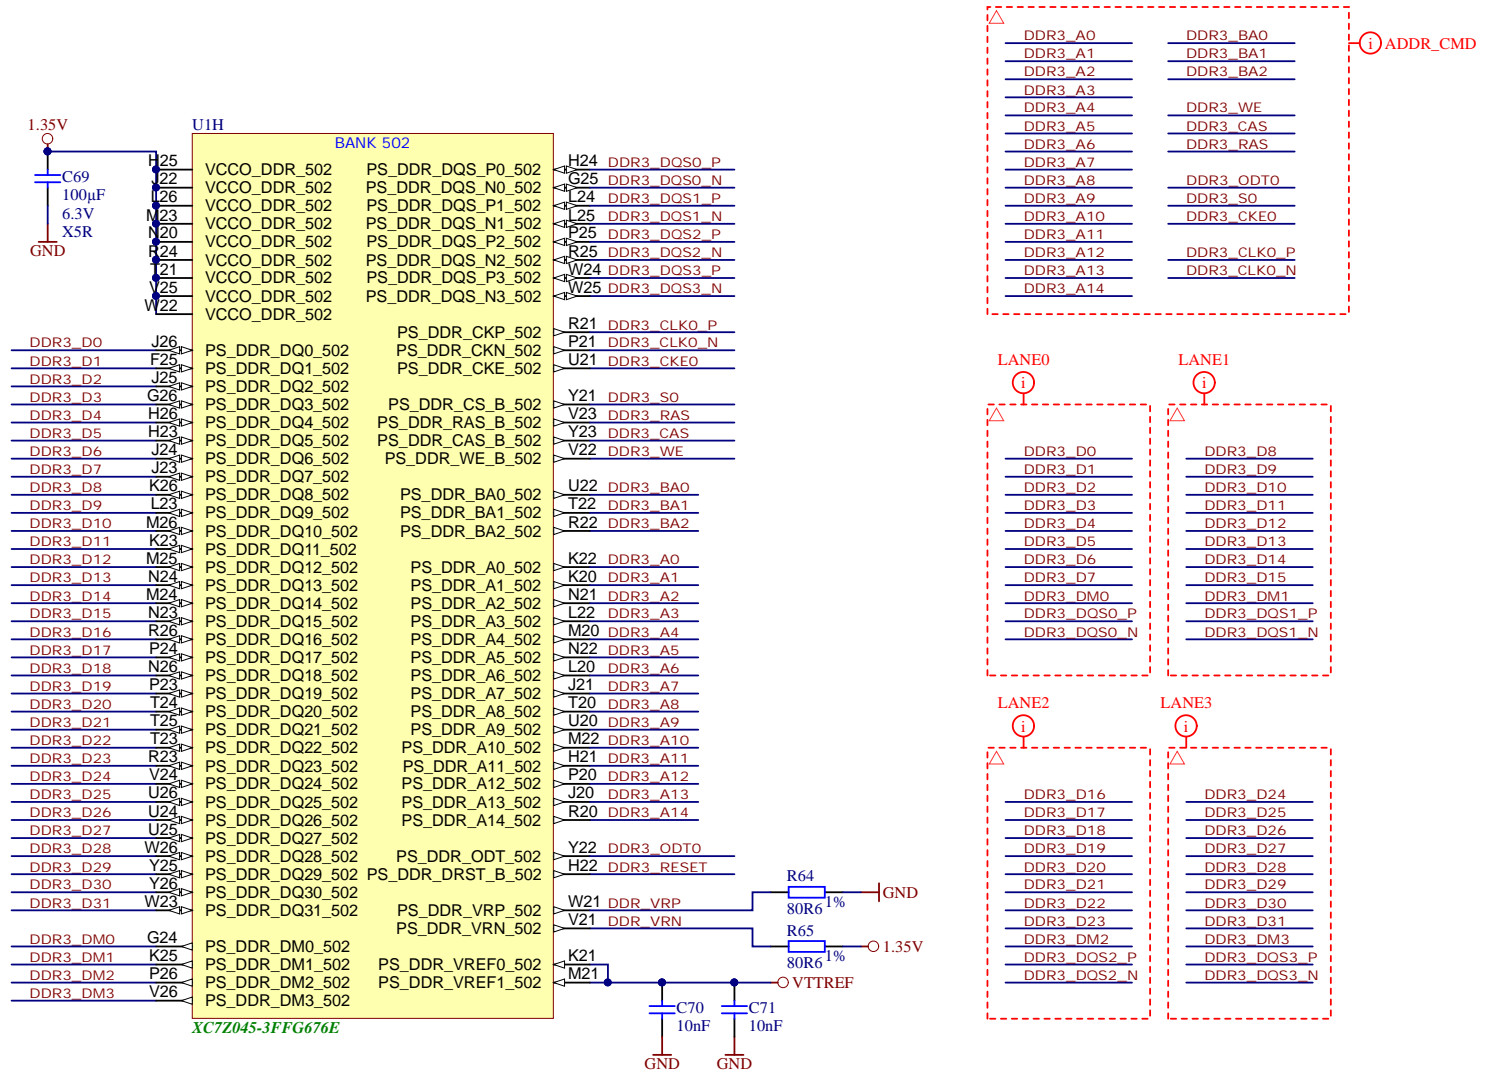 1.35V
C69
100µF
6.3V
X5R
GND
U1H
BANK 502
H25 VCCO_DDR_502
J22 VCCO_DDR_502
L26 VCCO_DDR_502
M23 VCCO_DDR_502
N20 VCCO_DDR_502
R24 VCCO_DDR_502
T21 VCCO_DDR_502
V25 VCCO_DDR_502
W22 VCCO_DDR_502
DDR3_D0 J26 PS_DDR_DQ0_502
DDR3_D1 F25 PS_DDR_DQ1_502
DDR3_D2 J25 PS_DDR_DQ2_502
DDR3_D3 G26 PS_DDR_DQ3_502
DDR3_D4 H26 PS_DDR_DQ4_502
DDR3_D5 H23 PS_DDR_DQ5_502
DDR3_D6 J24 PS_DDR_DQ6_502
DDR3_D7 J23 PS_DDR_DQ7_502
DDR3_D8 K26 PS_DDR_DQ8_502
DDR3_D9 L23 PS_DDR_DQ9_502
DDR3_D10 M26 PS_DDR_DQ10_502
DDR3_D11 K23 PS_DDR_DQ11_502
DDR3_D12 M25 PS_DDR_DQ12_502
DDR3_D13 N24 PS_DDR_DQ13_502
DDR3_D14 M24 PS_DDR_DQ14_502
DDR3_D15 N23 PS_DDR_DQ15_502
DDR3_D16 R26 PS_DDR_DQ16_502
DDR3_D17 P24 PS_DDR_DQ17_502
DDR3_D18 N26 PS_DDR_DQ18_502
DDR3_D19 P23 PS_DDR_DQ19_502
DDR3_D20 T24 PS_DDR_DQ20_502
DDR3_D21 T25 PS_DDR_DQ21_502
DDR3_D22 T23 PS_DDR_DQ22_502
DDR3_D23 R23 PS_DDR_DQ23_502
DDR3_D24 V24 PS_DDR_DQ24_502
DDR3_D25 U26 PS_DDR_DQ25_502
DDR3_D26 U24 PS_DDR_DQ26_502
DDR3_D27 U25 PS_DDR_DQ27_502
DDR3_D28 W26 PS_DDR_DQ28_502
DDR3_D29 Y25 PS_DDR_DQ29_502
DDR3_D30 Y26 PS_DDR_DQ30_502
DDR3_D31 W23 PS_DDR_DQ31_502
DDR3_DM0 G24 PS_DDR_DM0_502
DDR3_DM1 K25 PS_DDR_DM1_502
DDR3_DM2 P26 PS_DDR_DM2_502
DDR3_DM3 V26 PS_DDR_DM3_502
PS_DDR_DQS_P0_502 H24 DDR3_DQS0_P
PS_DDR_DQS_N0_502 G25 DDR3_DQS0_N
PS_DDR_DQS_P1_502 L24 DDR3_DQS1_P
PS_DDR_DQS_N1_502 L25 DDR3_DQS1_N
PS_DDR_DQS_P2_502 P25 DDR3_DQS2_P
PS_DDR_DQS_N2_502 R25 DDR3_DQS2_N
PS_DDR_DQS_P3_502 W24 DDR3_DQS3_P
PS_DDR_DQS_N3_502 W25 DDR3_DQS3_N
PS_DDR_CKP_502 R21 DDR3_CLK0_P
PS_DDR_CKN_502 P21 DDR3_CLK0_N
PS_DDR_CKE_502 U21 DDR3_CKE0
PS_DDR_CS_B_502 Y21 DDR3_S0
PS_DDR_RAS_B_502 V23 DDR3_RAS
PS_DDR_CAS_B_502 Y23 DDR3_CAS
PS_DDR_WE_B_502 V22 DDR3_WE
PS_DDR_BA0_502 U22 DDR3_BA0
PS_DDR_BA1_502 T22 DDR3_BA1
PS_DDR_BA2_502 R22 DDR3_BA2
PS_DDR_A0_502 K22 DDR3_A0
PS_DDR_A1_502 K20 DDR3_A1
PS_DDR_A2_502 N21 DDR3_A2
PS_DDR_A3_502 L22 DDR3_A3
PS_DDR_A4_502 M20 DDR3_A4
PS_DDR_A5_502 N22 DDR3_A5
PS_DDR_A6_502 L20 DDR3_A6
PS_DDR_A7_502 J21 DDR3_A7
PS_DDR_A8_502 T20 DDR3_A8
PS_DDR_A9_502 U20 DDR3_A9
PS_DDR_A10_502 M22 DDR3_A10
PS_DDR_A11_502 H21 DDR3_A11
PS_DDR_A12_502 P20 DDR3_A12
PS_DDR_A13_502 J20 DDR3_A13
PS_DDR_A14_502 R20 DDR3_A14
PS_DDR_ODT_502 Y22 DDR3_ODT0
PS_DDR_DRST_B_502 H22 DDR3_RESET
PS_DDR_VRP_502 W21 DDR_VRP
PS_DDR_VRN_502 V21 DDR_VRN
PS_DDR_VREF0_502 K21
PS_DDR_VREF1_502 M21
XC7Z045-3FFG676E
R64
80R6 1%
GND
R65
80R6 1%
1.35V
VTTREF
C70
10nF
GND
C71
10nF
GND
ADDR_CMD
i
DDR3_A0 DDR3_BA0
DDR3_A1 DDR3_BA1
DDR3_A2 DDR3_BA2
DDR3_A3
DDR3_A4 DDR3_WE
DDR3_A5 DDR3_CAS
DDR3_A6 DDR3_RAS
DDR3_A7
DDR3_A8 DDR3_ODT0
DDR3_A9 DDR3_S0
DDR3_A10 DDR3_CKE0
DDR3_A11
DDR3_A12 DDR3_CLK0_P
DDR3_A13 DDR3_CLK0_N
DDR3_A14
LANE0
i
DDR3_D0
DDR3_D1
DDR3_D2
DDR3_D3
DDR3_D4
DDR3_D5
DDR3_D6
DDR3_D7
DDR3_DM0
DDR3_DQS0_P
DDR3_DQS0_N
LANE1
i
DDR3_D8
DDR3_D9
DDR3_D10
DDR3_D11
DDR3_D12
DDR3_D13
DDR3_D14
DDR3_D15
DDR3_DM1
DDR3_DQS1_P
DDR3_DQS1_N
LANE2
i
DDR3_D16
DDR3_D17
DDR3_D18
DDR3_D19
DDR3_D20
DDR3_D21
DDR3_D22
DDR3_D23
DDR3_DM2
DDR3_DQS2_P
DDR3_DQS2_N
LANE3
i
DDR3_D24
DDR3_D25
DDR3_D26
DDR3_D27
DDR3_D28
DDR3_D29
DDR3_D30
DDR3_D31
DDR3_DM3
DDR3_DQS3_P
DDR3_DQS3_N